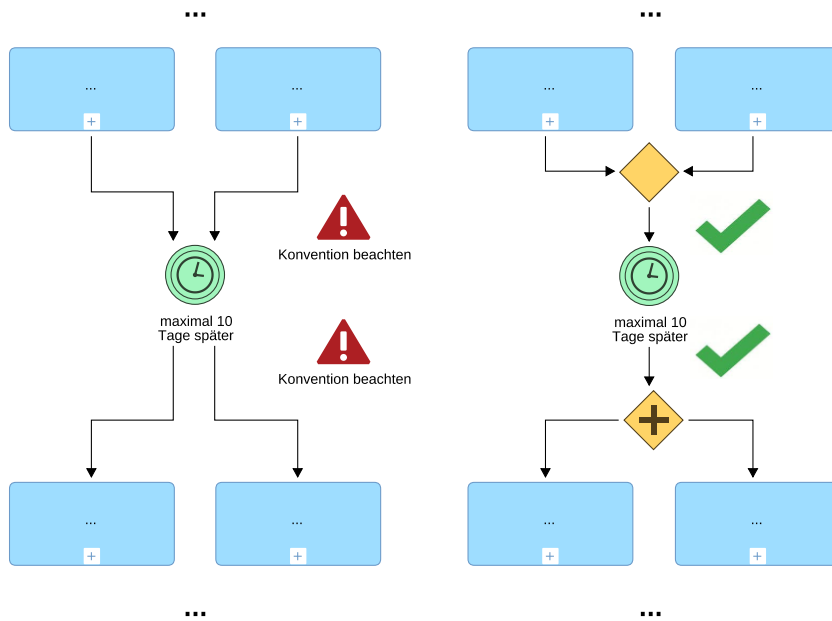 ... ...
... ... ... ...
Konvention beachten
maximal 10
Tage später
maximal 10
Tage später
Konvention beachten
... ... ... ...
... ...